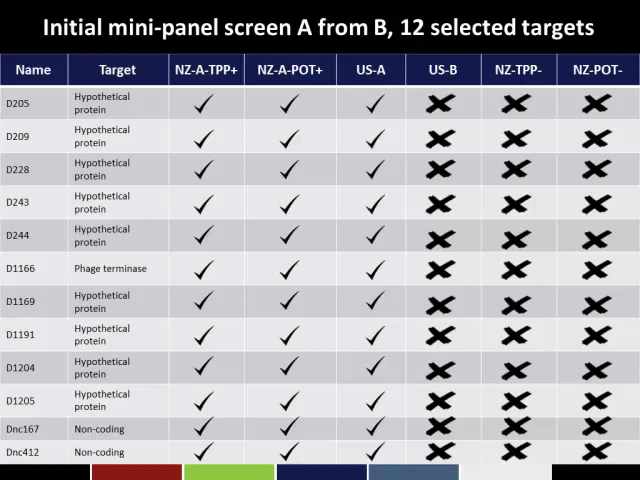 Initial mini-panel screen A from B, 12 selected targets
Name Target NZ-A-TPP+ NZ-A-POT+ US-A US-B NZ-TPP- NZ-POT-
D205 Hypothetical
protein
D209 Hypothetical
protein
D228 Hypothetical
protein
D243 Hypothetical
protein
D244 Hypothetical
protein
D1166 Phage terminase
D1169 Hypothetical
protein
D1191 Hypothetical
protein
D1204 Hypothetical
protein
D1205 Hypothetical
protein
Dnc167 Non-coding
Dnc412 Non-coding